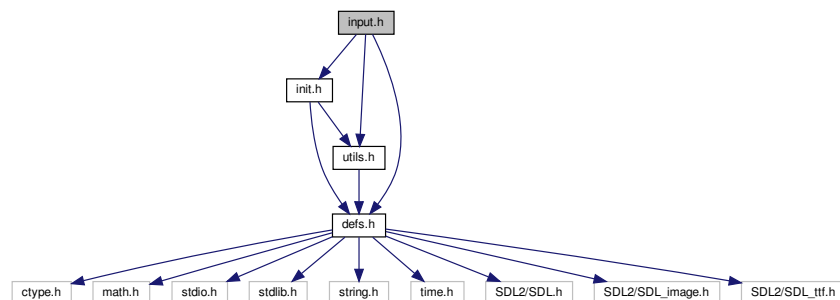 input.h
init.h
utils.h
defs.h
ctype.h math.h stdio.h stdlib.h string.h time.h SDL2/SDL.h SDL2/SDL_image.h SDL2/SDL_ttf.h